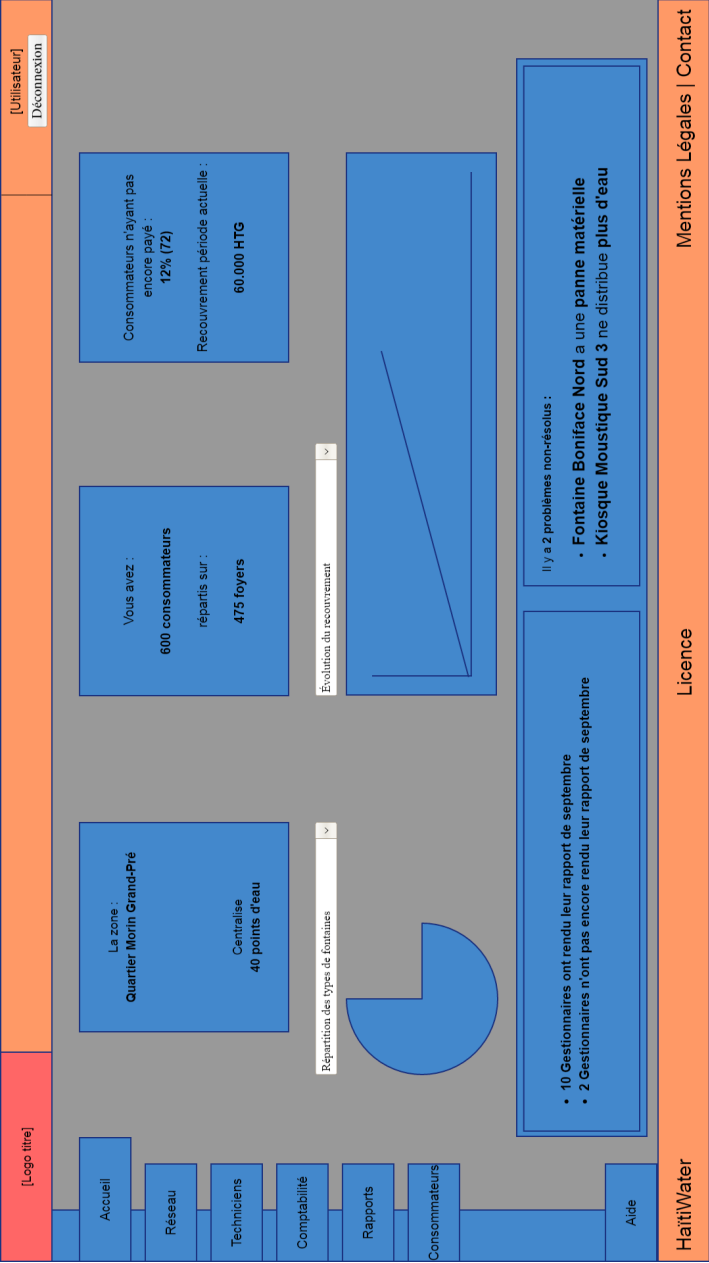 [Logo titre]
[Utilisateur]
Déconnexion
Accueil
Réseau
Techniciens
Comptabilité
Rapports
Consommateurs
Aide
La zone :
Quartier Morin Grand-Pré
Centralise
40 points d'eau
Vous avez :
600 consommateurs
répartis sur :
475 foyers
Consommateurs n'ayant pas
encore payé :
12% (72)
Recouvrement période actuelle :
60.000 HTG
Répartition des types de fontaines
Évolution du recouvrement
• 10 Gestionnaires ont rendu leur rapport de septembre
• 2 Gestionnaires n'ont pas encore rendu leur rapport de septembre
Il y a 2 problèmes non-résolus :
• Fontaine Boniface Nord a une panne matérielle
• Kiosque Moustique Sud 3 ne distribue plus d'eau
HaïtiWater
Licence
Mentions Légales | Contact